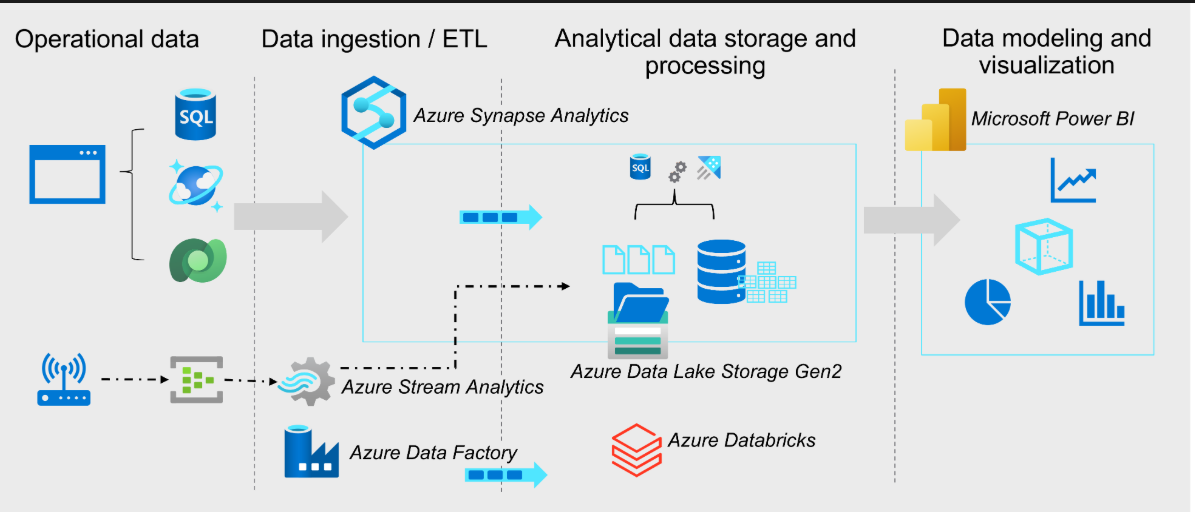 Operational data
Data ingestion / ETL
Analytical data storage and
processing
Data modeling and
visualization
SQL
Azure Synapse Analytics
Microsoft Power BI
SQL
Azure Stream Analytics
Azure Data Lake Storage Gen2
Azure Data Factory
Azure Databricks